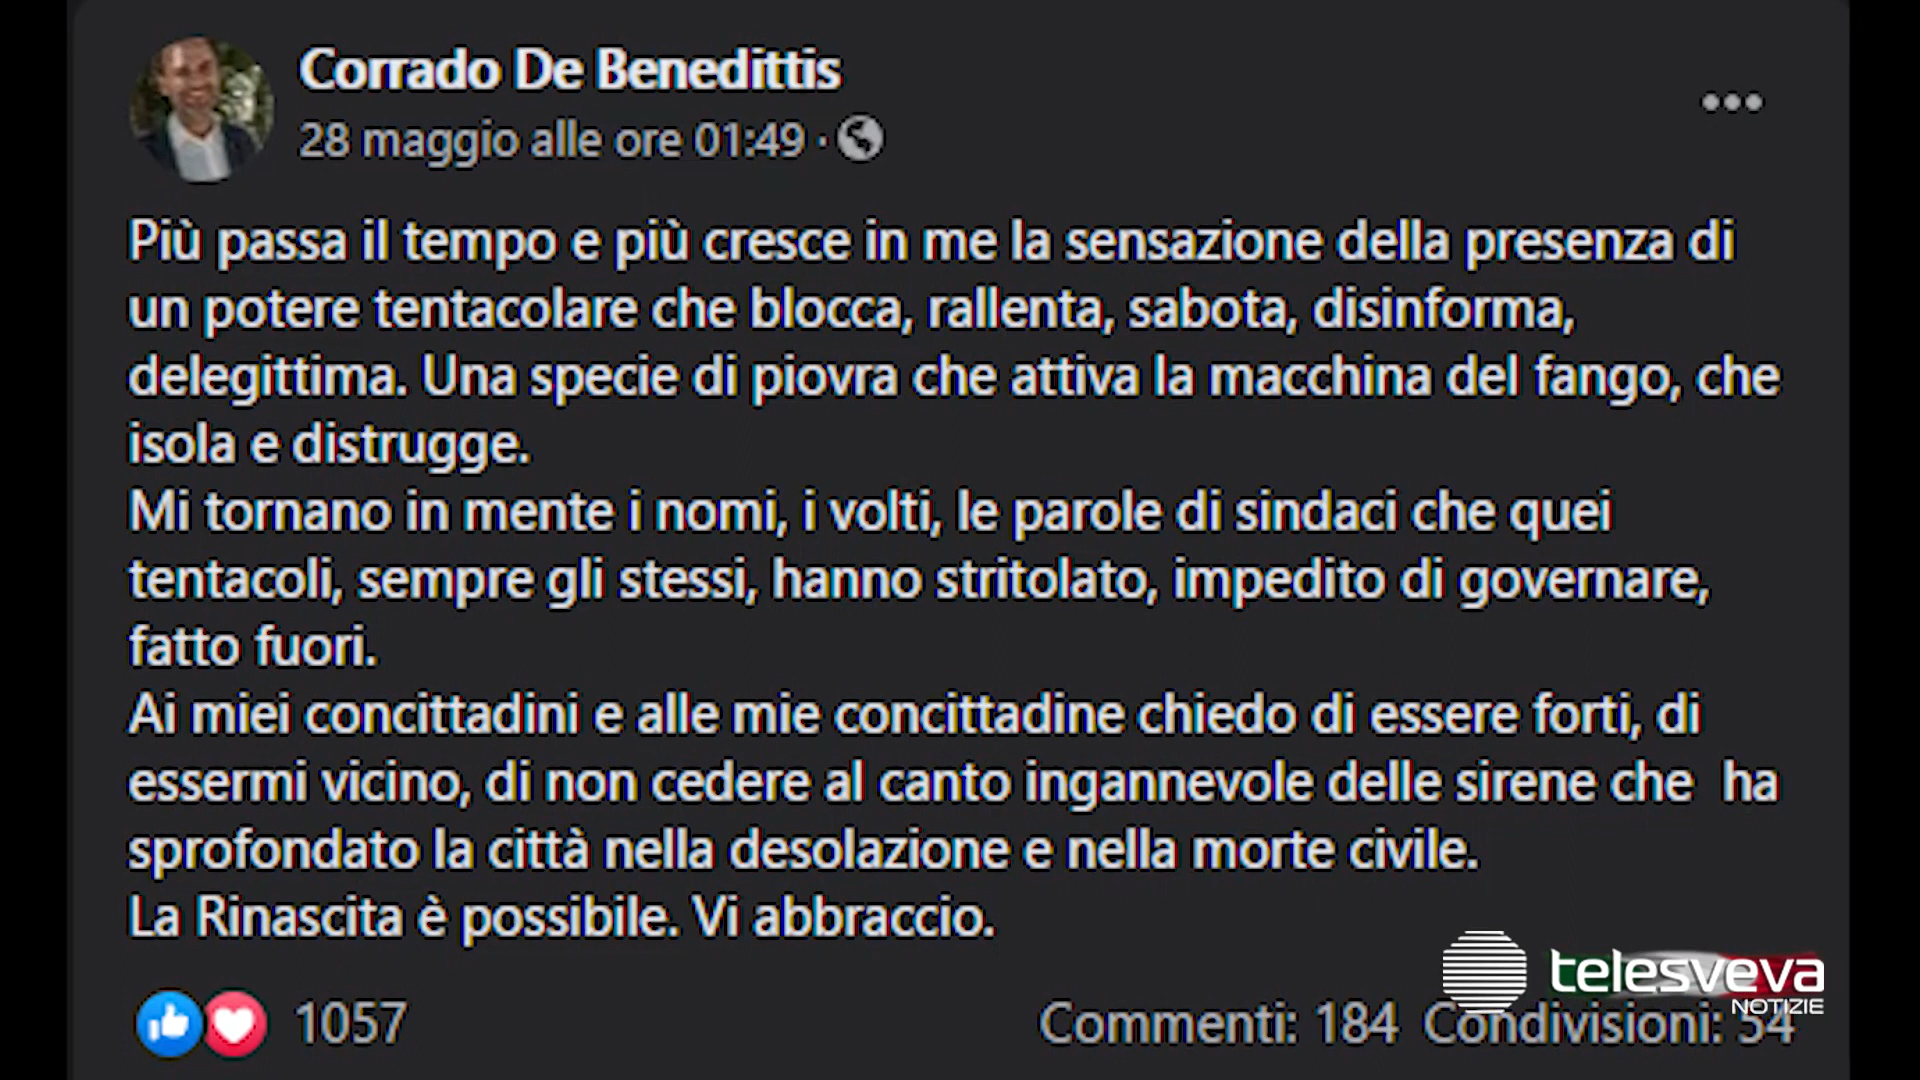 Corrado De Benedittis
28 maggio alle ore 01:49 ·
Più passa il tempo e più cresce in me la sensazione della presenza di
un potere tentacolare che blocca, rallenta, sabota, disinforma,
delegittima. Una specie di piovra che attiva la macchina del fango, che
isola e distrugge.
Mi tornano in mente i nomi, i volti, le parole di sindaci che quei
tentacoli, sempre gli stessi, hanno stritolato, impedito di governare,
fatto fuori.
Ai miei concittadini e alle mie concittadine chiedo di essere forti, di
essermi vicino, di non cedere al canto ingannevole delle sirene che  ha
sprofondato la città nella desolazione e nella morte civile.
La Rinascita è possibile. Vi abbraccio.
telesveva
NOTIZIE
1057
Commenti: 184 Condivisioni: 54